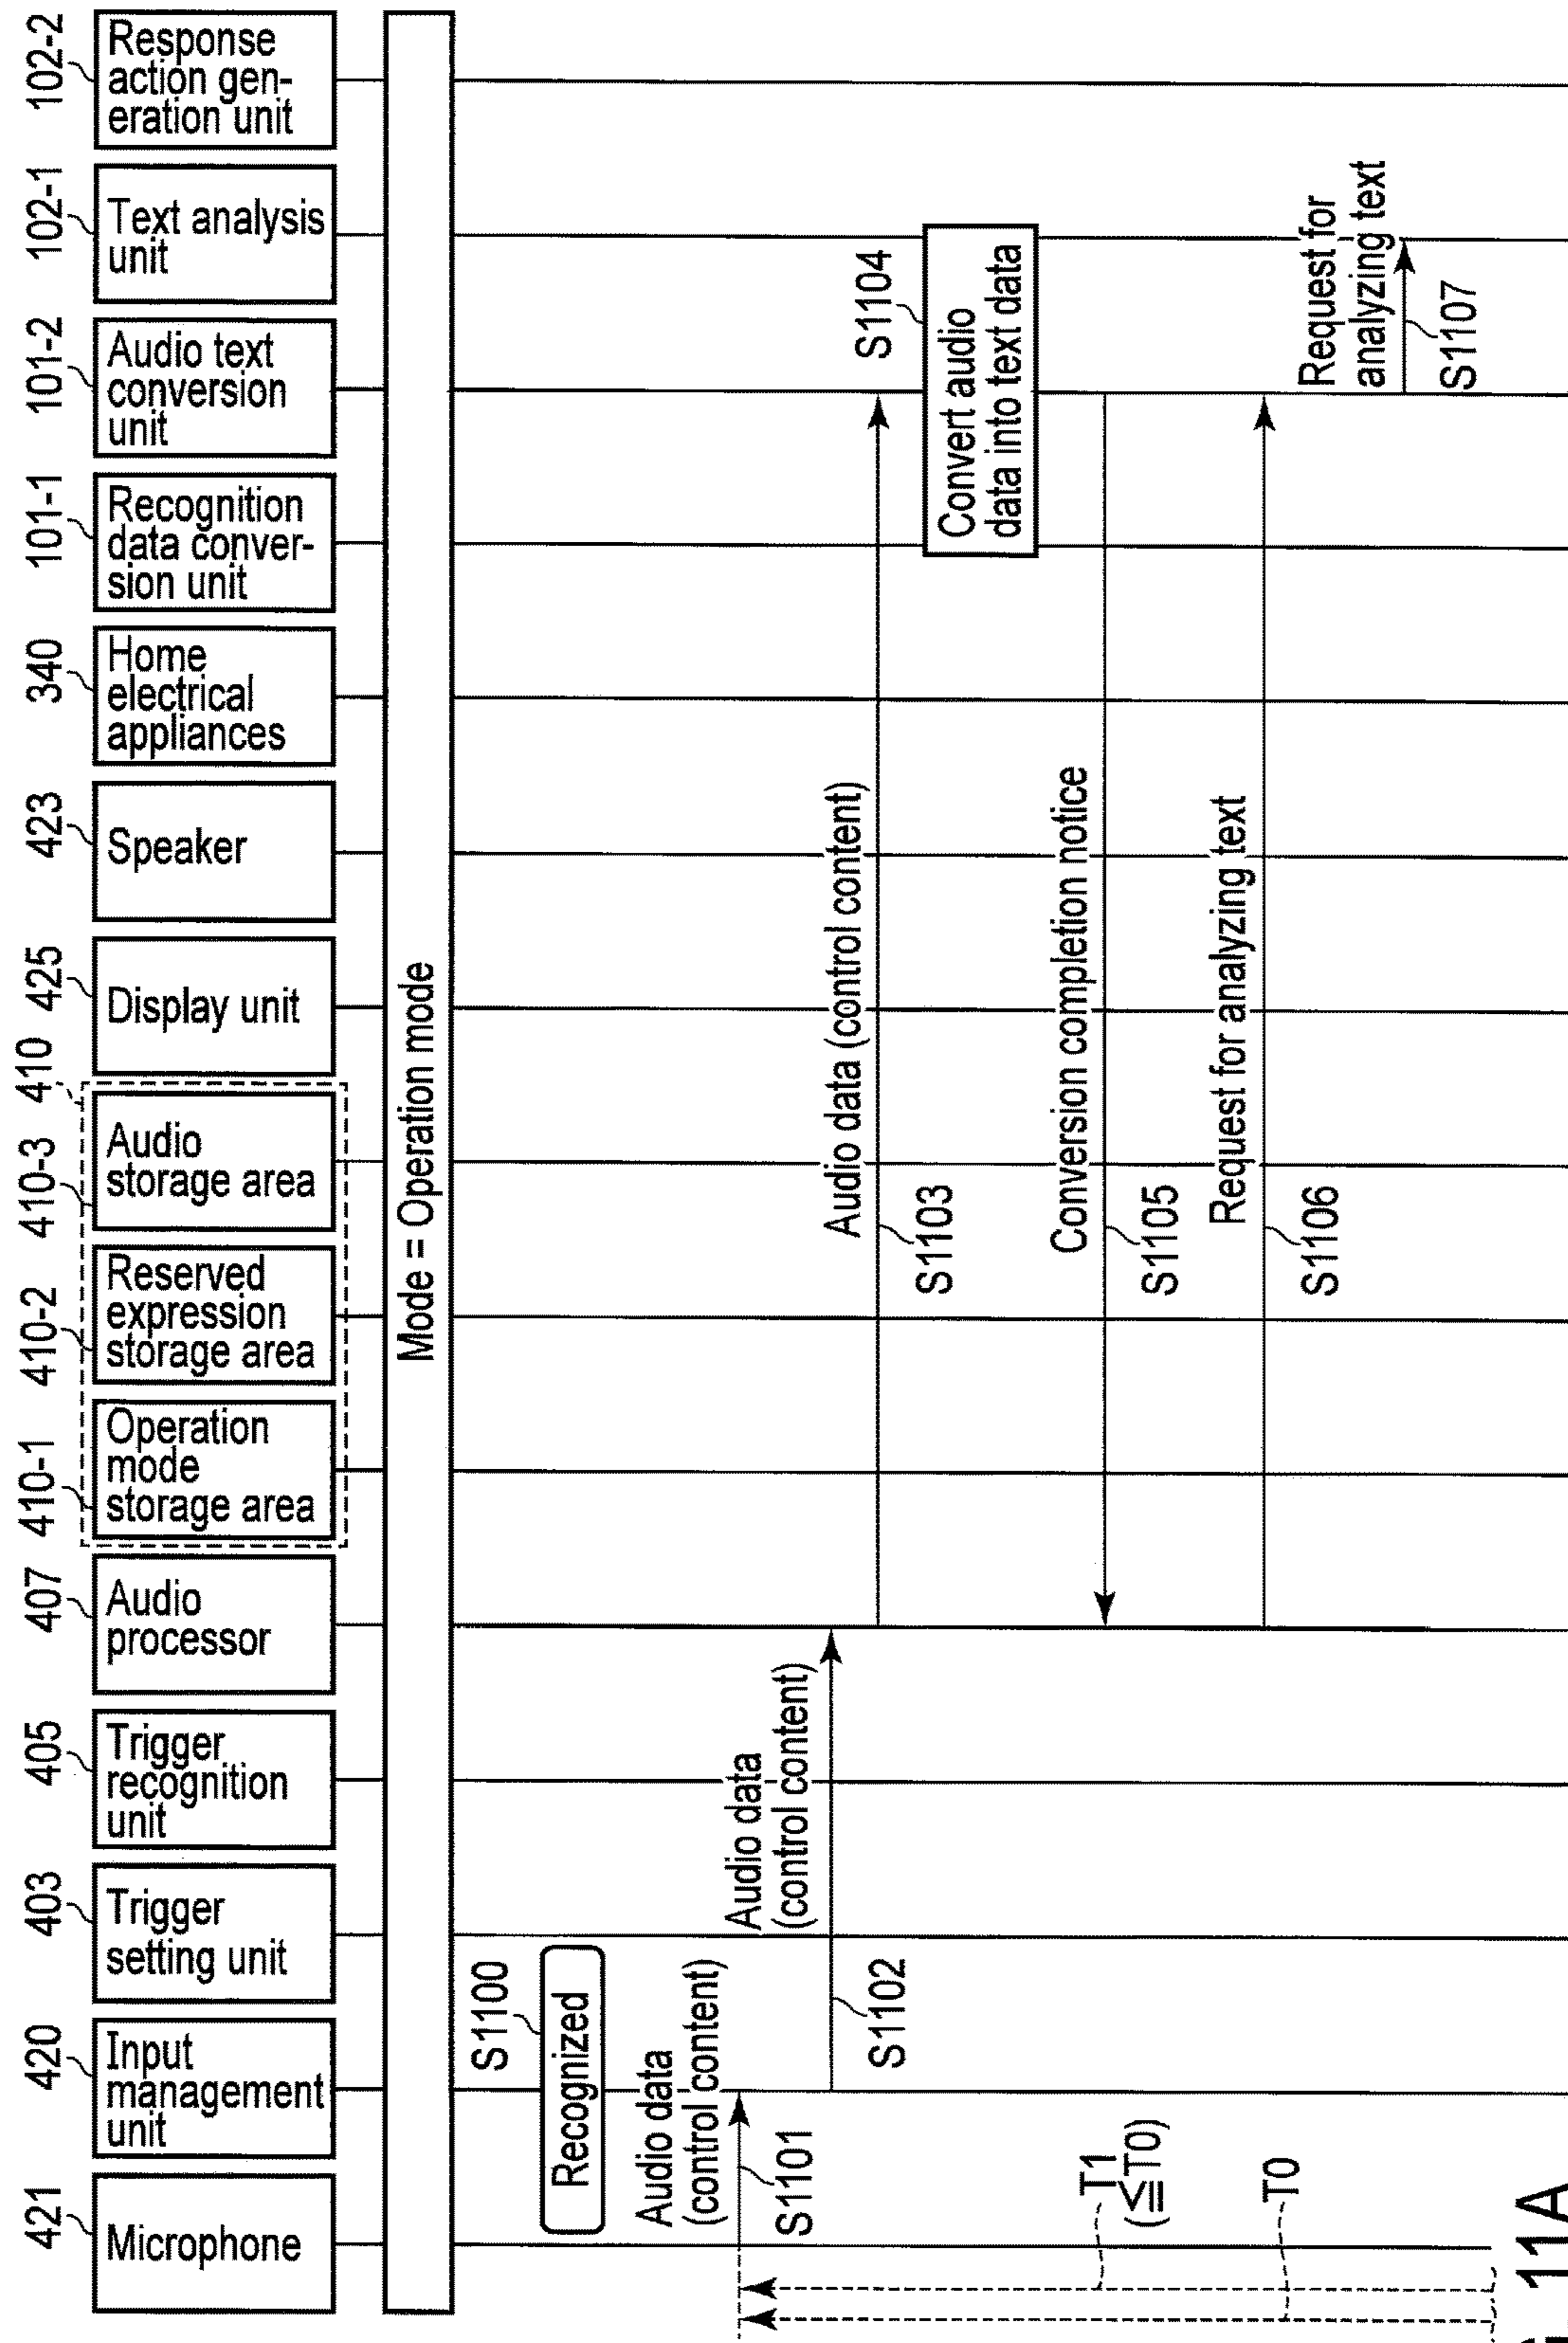 102-2
Response
action gen-
eration unit
102-1
Text analysis
unit
101-2
Audio text
conversion
unit
101-1
Recognition
data conver-
sion unit
340
Home
electrical
appliances
423
Speaker
425
Display unit
410
410-3
Audio
storage area
410-2
Reserved
expression
storage area
410-1
Operation
mode
storage area
407
Audio
processor
405
Trigger
recognition
unit
403
Trigger
setting unit
420
Input
management
unit
421
Microphone
Mode = Operation mode
S1100
Recognized
Audio data
(control content)
S1101
Audio data
(control content)
S1102
Audio data (control content)
S1103
S1104
Convert audio
data into text data
Conversion completion notice
S1105
Request for analyzing text
S1106
Request for
analyzing text
S1107
T1
(≦T0)
T0
11A